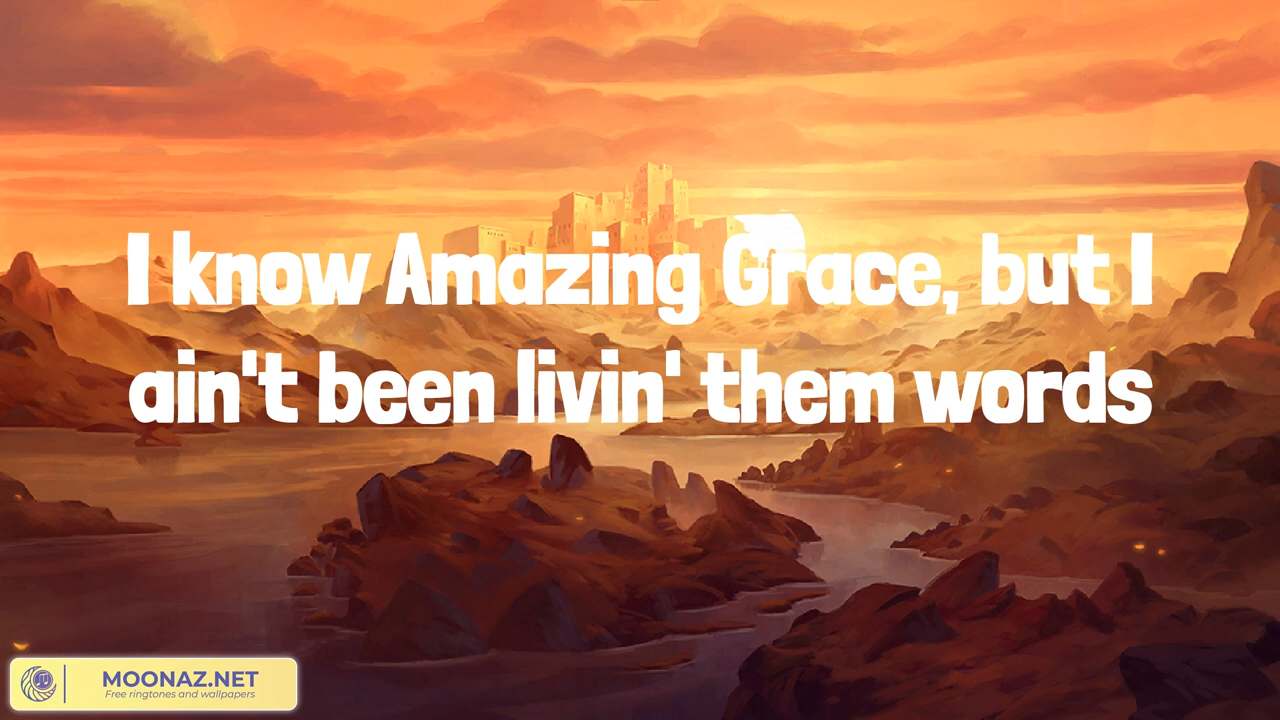 I know Amazing Grace, but I
ain't been livin' them words
MOONAZ.NET
Free ringtones and wallpapers